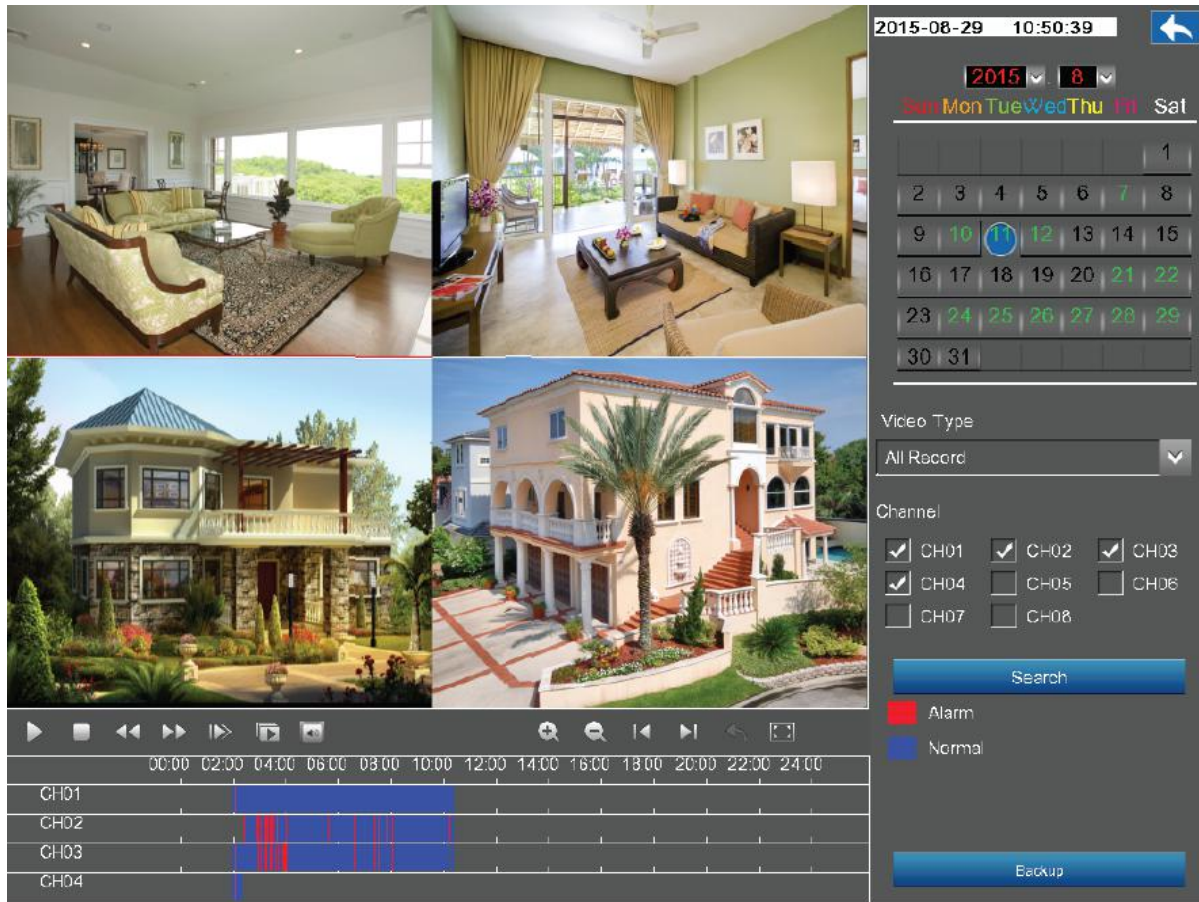 2015-08-29 10:50:39
2015 8
Sun Mon Tue Wed Thu Fri Sat
1
2 3 4 5 6 7 8
9 10 11 12 13 14 15
16 17 18 19 20 21 22
23 24 25 26 27 28 29
30 31
Video Type
All Record
Channel
CH01 CH02 CH03
CH04 CH05 CH06
CH07 CH08
Search
Alarm
Normal
Backup
00:00 02:00 04:00 06:00 08:00 10:00 12:00 14:00 16:00 18:00 20:00 22:00 24:00
CH01
CH02
CH03
CH04